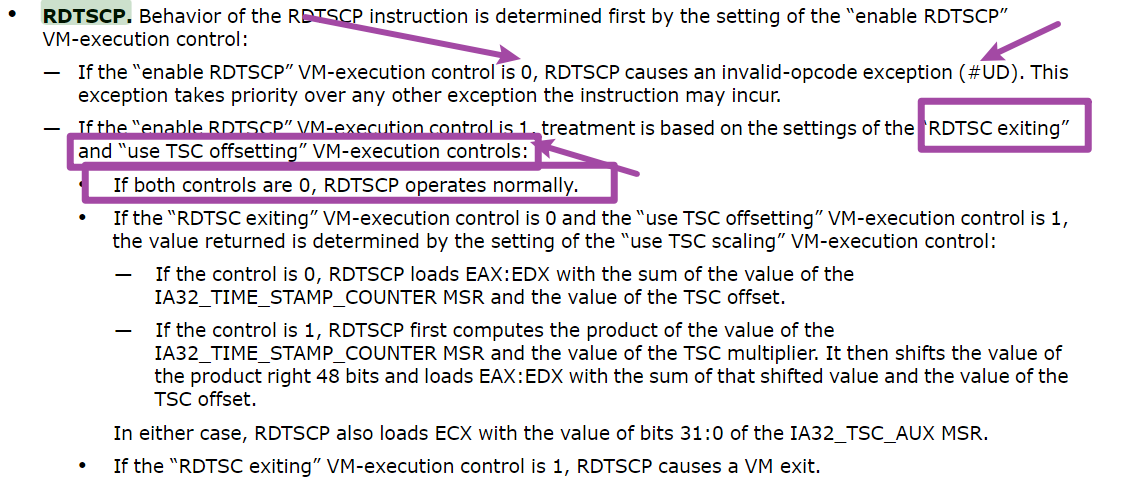 • RDTSCP. Behavior of the RDTSCP instruction is determined first by the setting of the “enable RDTSCP”
VM-execution control:
— If the “enable RDTSCP” VM-execution control is 0, RDTSCP causes an invalid-opcode exception (#UD). This
exception takes priority over any other exception the instruction may incur.
— If the “enable RDTSCP” VM-execution control is 1, treatment is based on the settings of the “RDTSC exiting”
and “use TSC offsetting” VM-execution controls:
• If both controls are 0, RDTSCP operates normally.
• If the “RDTSC exiting” VM-execution control is 0 and the “use TSC offsetting” VM-execution control is 1,
the value returned is determined by the setting of the “use TSC scaling” VM-execution control:
— If the control is 0, RDTSCP loads EAX:EDX with the sum of the value of the
IA32_TIME_STAMP_COUNTER MSR and the value of the TSC offset.
— If the control is 1, RDTSCP first computes the product of the value of the
IA32_TIME_STAMP_COUNTER MSR and the value of the TSC multiplier. It then shifts the value of
the product right 48 bits and loads EAX:EDX with the sum of that shifted value and the value of the
TSC offset.
In either case, RDTSCP also loads ECX with the value of bits 31:0 of the IA32_TSC_AUX MSR.
• If the “RDTSC exiting” VM-execution control is 1, RDTSCP causes a VM exit.